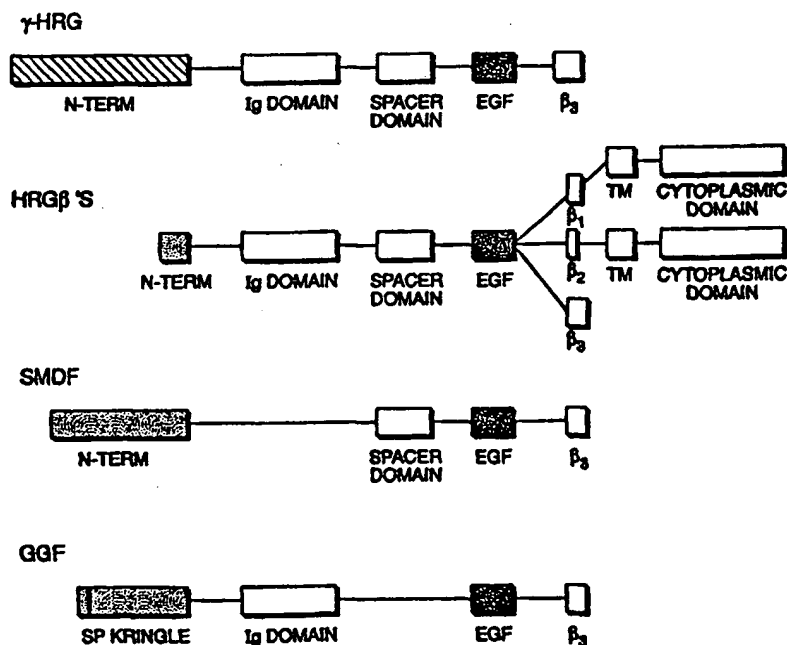 γ-HRG
N-TERM
Ig DOMAIN
SPACER
DOMAIN
EGF
β3
HRGβ'S
N-TERM
Ig DOMAIN
SPACER
DOMAIN
EGF
β1
TM
CYTOPLASMIC
DOMAIN
β2
TM
CYTOPLASMIC
DOMAIN
β3
SMDF
N-TERM
SPACER
DOMAIN
EGF
β3
GGF
SP KRINGLE
Ig DOMAIN
EGF
β3